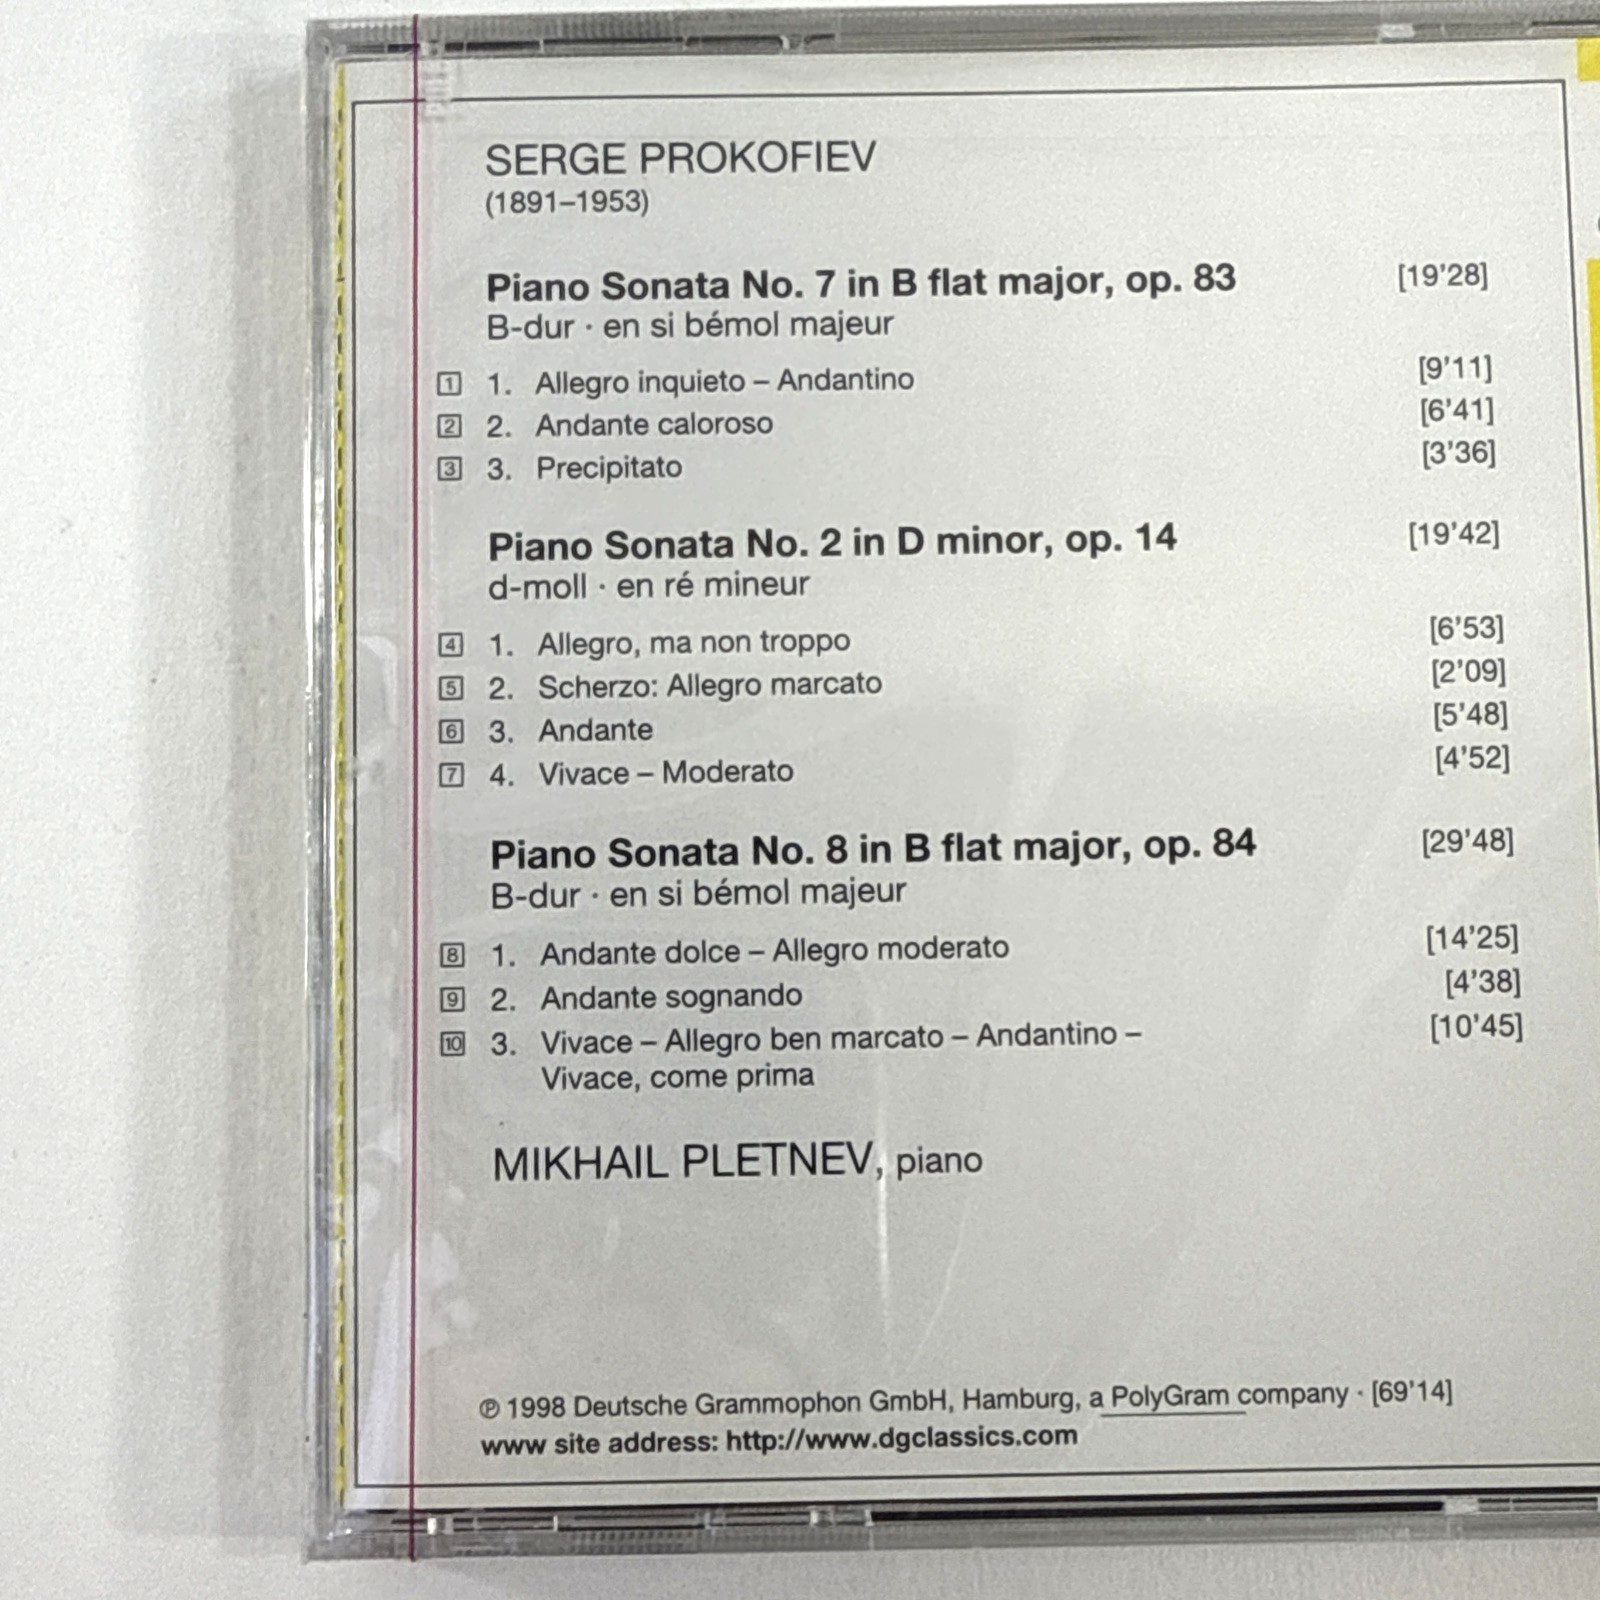 SERGE PROKOFIEV
(1891–1953)
Piano Sonata No. 7 in B flat major, op. 83 [19'28]
B-dur · en si bémol majeur
1 1. Allegro inquieto – Andantino [9'11]
2 2. Andante caloroso [6'41]
3 3. Precipitato [3'36]
Piano Sonata No. 2 in D minor, op. 14 [19'42]
d-moll · en ré mineur
4 1. Allegro, ma non troppo [6'53]
5 2. Scherzo: Allegro marcato [2'09]
6 3. Andante [5'48]
7 4. Vivace – Moderato [4'52]
Piano Sonata No. 8 in B flat major, op. 84 [29'48]
B-dur · en si bémol majeur
8 1. Andante dolce – Allegro moderato [14'25]
9 2. Andante sognando [4'38]
10 3. Vivace – Allegro ben marcato – Andantino – [10'45]
Vivace, come prima
MIKHAIL PLETNEV, piano
℗ 1998 Deutsche Grammophon GmbH, Hamburg, a PolyGram company · [69'14]
www site address: http://www.dgclassics.com